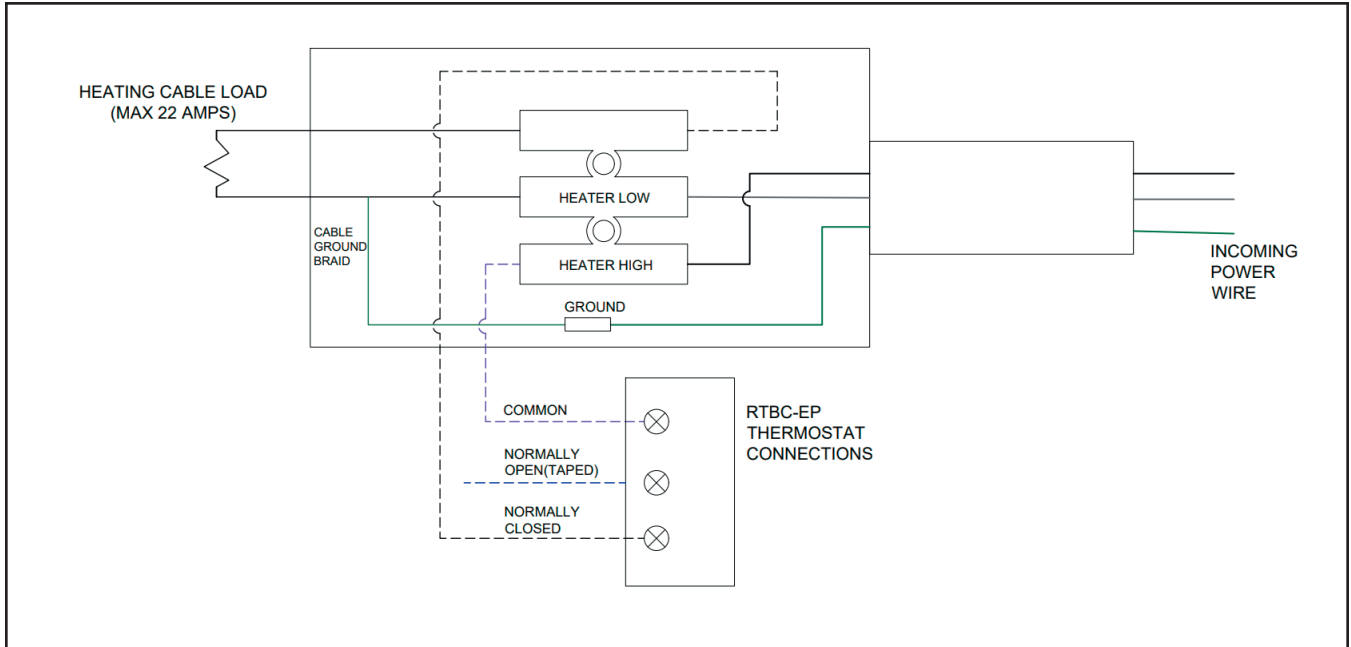 HEATING CABLE LOAD
(MAX 22 AMPS)
HEATER LOW
CABLE
GROUND
BRAID
HEATER HIGH
INCOMING
POWER
WIRE
GROUND
COMMON
RTBC-EP
THERMOSTAT
CONNECTIONS
NORMALLY
OPEN(TAPED)
NORMALLY
CLOSED